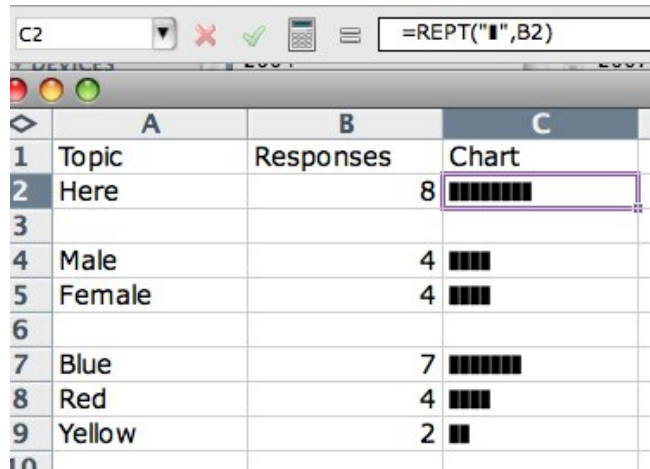 C2 =REPT("▮",B2)
A B C
1 Topic Responses Chart
2 Here 8 ▮▮▮▮▮▮▮▮
3
4 Male 4 ▮▮▮▮
5 Female 4 ▮▮▮▮
6
7 Blue 7 ▮▮▮▮▮▮▮
8 Red 4 ▮▮▮▮
9 Yellow 2 ▮▮
10